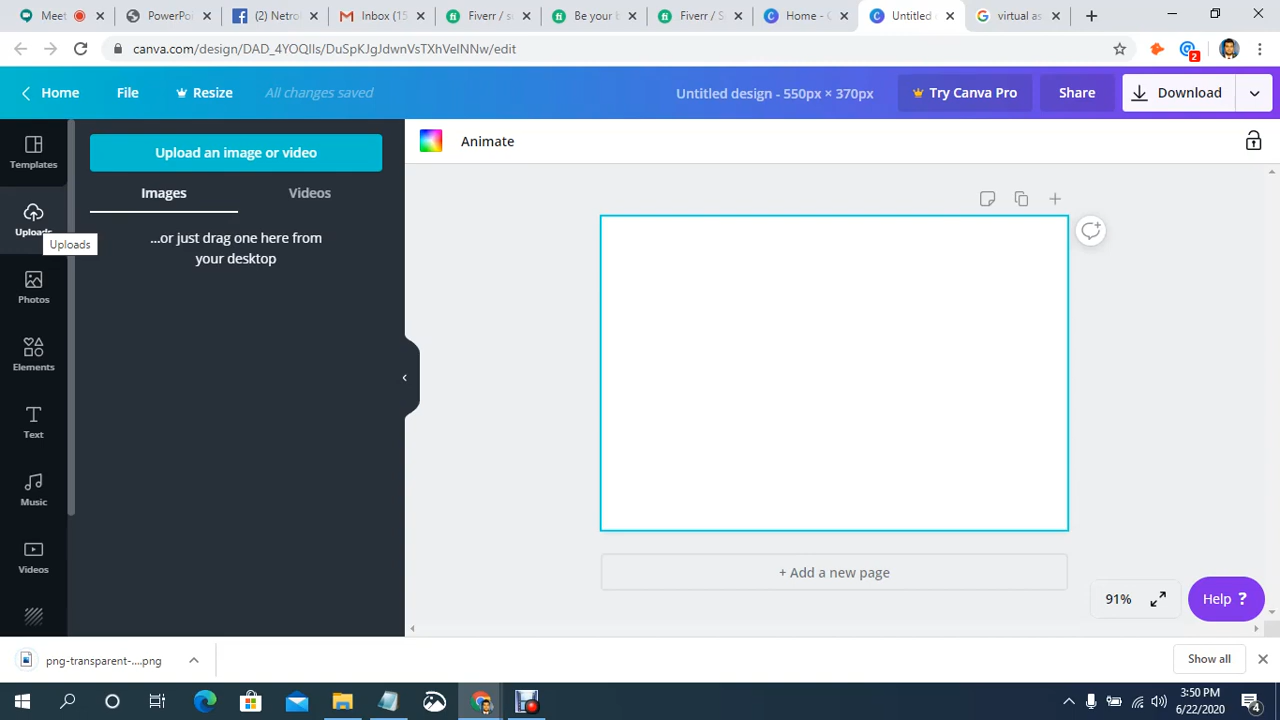 Meet
PowerPoi
(2) Netro
Inbox (15
Fiverr / s
Be your b
Fiverr / S
Home - C
Untitled
virtual as
canva.com/design/DAD_4YOQIls/DuSpKJgJdwnVsTXhVelNNw/edit
2
Home
File
Resize
All changes saved
Untitled design - 550px × 370px
Try Canva Pro
Share
Download
Templates
Upload an image or video
Animate
Images
Videos
Uploads
Uploads
...or just drag one here from
your desktop
Photos
Elements
Text
Music
Videos
+ Add a new page
91%
Help ?
png-transparent-....png
Show all
3:50 PM
6/22/2020
4